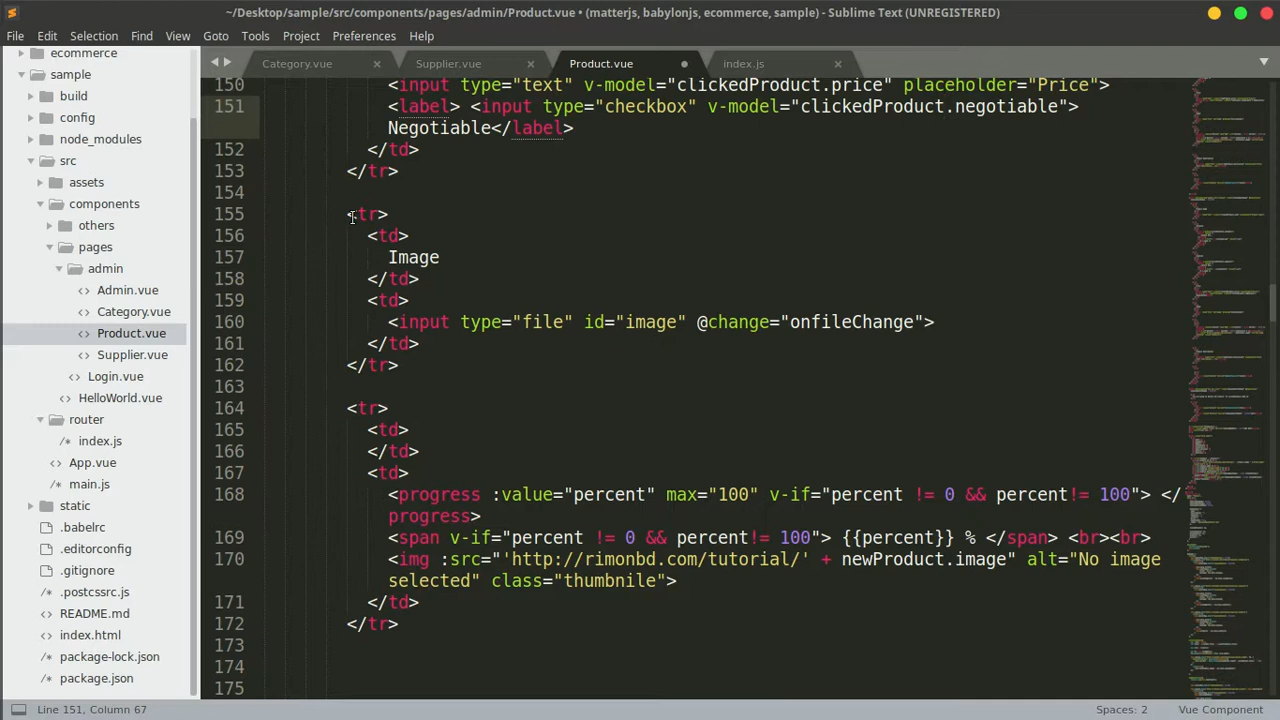 ~/Desktop/sample/src/components/pages/admin/Product.vue • (matterjs, babylonjs, ecommerce, sample) - Sublime Text (UNREGISTERED)
File Edit Selection Find View Goto Tools Project Preferences Help
Category.vue × Supplier.vue × Product.vue ● index.js ×
ecommerce
sample
build
config
node_modules
src
assets
components
others
pages
admin
<> Admin.vue
<> Category.vue
<> Product.vue
<> Supplier.vue
<> Login.vue
<> HelloWorld.vue
router
/* index.js
<> App.vue
/* main.js
static
.babelrc
.editorconfig
.gitignore
/* .postcssrc.js
<> README.md
<> index.html
/* package-lock.json
/* package.json
150 <input type="text" v-model="clickedProduct.price" placeholder="Price">
151 <label> <input type="checkbox" v-model="clickedProduct.negotiable">
Negotiable</label>
152 </td>
153 </tr>
154
155 <tr>
156 <td>
157 Image
158 </td>
159 <td>
160 <input type="file" id="image" @change="onfileChange">
161 </td>
162 </tr>
163
164 <tr>
165 <td>
166 </td>
167 <td>
168 <progress :value="percent" max="100" v-if="percent != 0 && percent!= 100"> </
progress>
169 <span v-if="percent != 0 && percent!= 100"> {{percent}} % </span> <br><br>
170 <img :src="'http://rimonbd.com/tutorial/' + newProduct.image" alt="No image
selected" class="thumbnile">
171 </td>
172 </tr>
173
174
175
Line 151, Column 67 Spaces: 2 Vue Component